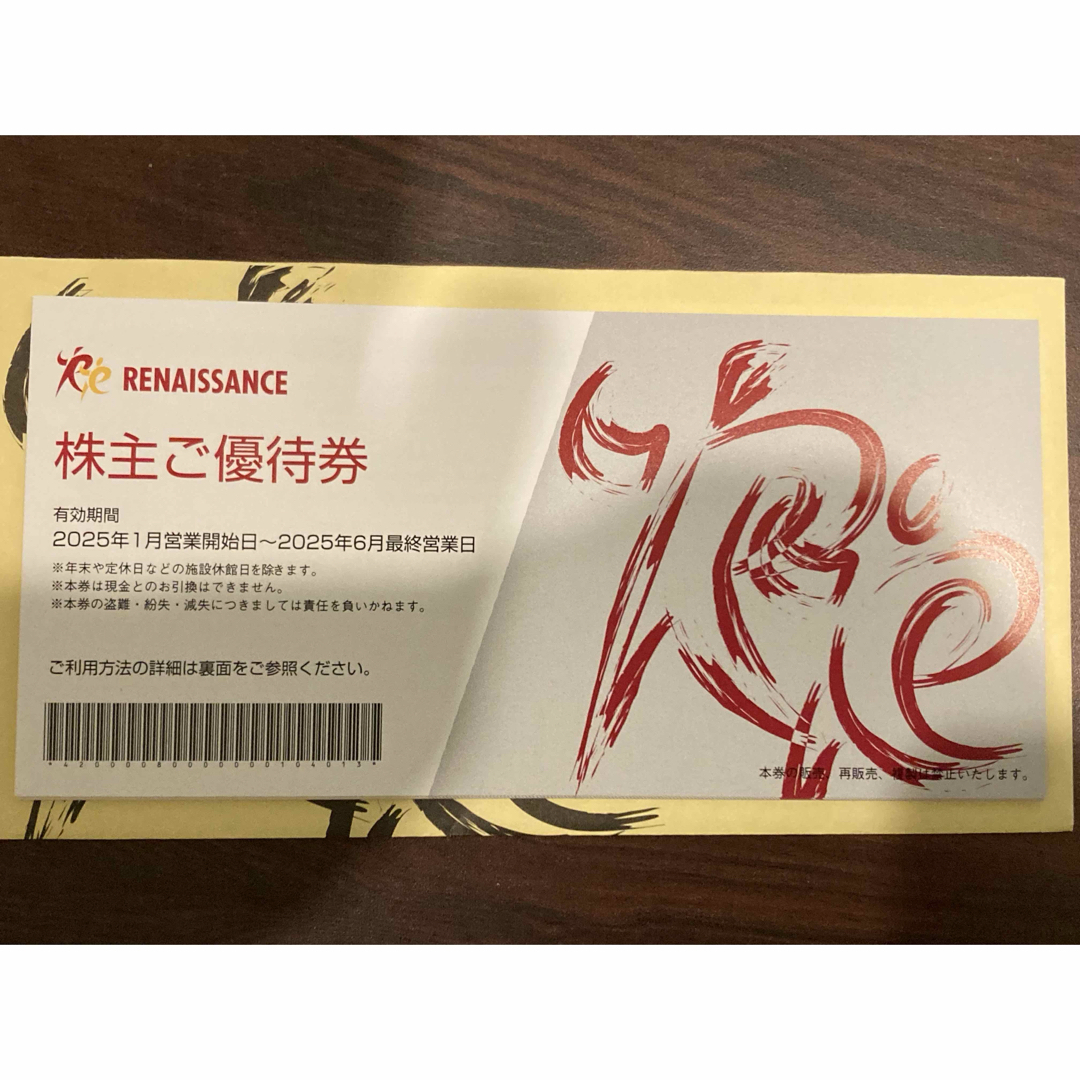 RENAISSANCE
株主ご優待券
有効期間
2025年1月営業開始日～2025年6月最終営業日
※年末や定休日などの施設休館日を除きます。
※本券は現金とのお引換はできません。
※本券の盗難・紛失・滅失につきましては責任を負いかねます。
ご利用方法の詳細は裏面をご参照ください。
*42000080000000104013*
本券の販売、再販売、複製は禁止いたします。